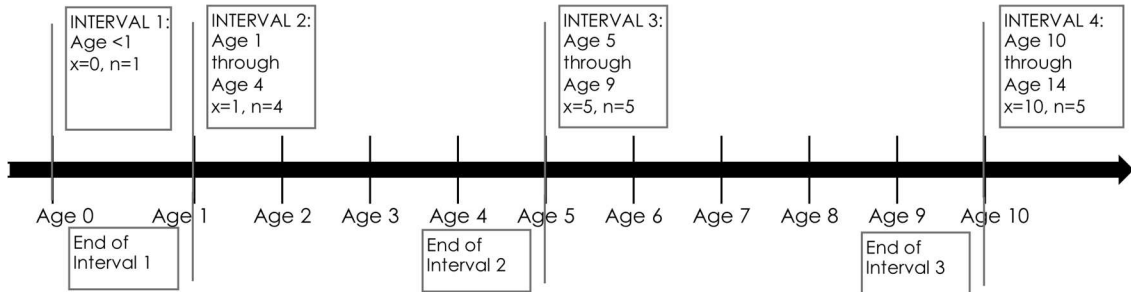 INTERVAL 1:
Age <1
x=0, n=1
INTERVAL 2:
Age 1
through
Age 4
x=1, n=4
INTERVAL 3:
Age 5
through
Age 9
x=5, n=5
INTERVAL 4:
Age 10
through
Age 14
x=10, n=5
Age 0
Age 1
Age 2
Age 3
Age 4
Age 5
Age 6
Age 7
Age 8
Age 9
Age 10
End of
Interval 1
End of
Interval 2
End of
Interval 3